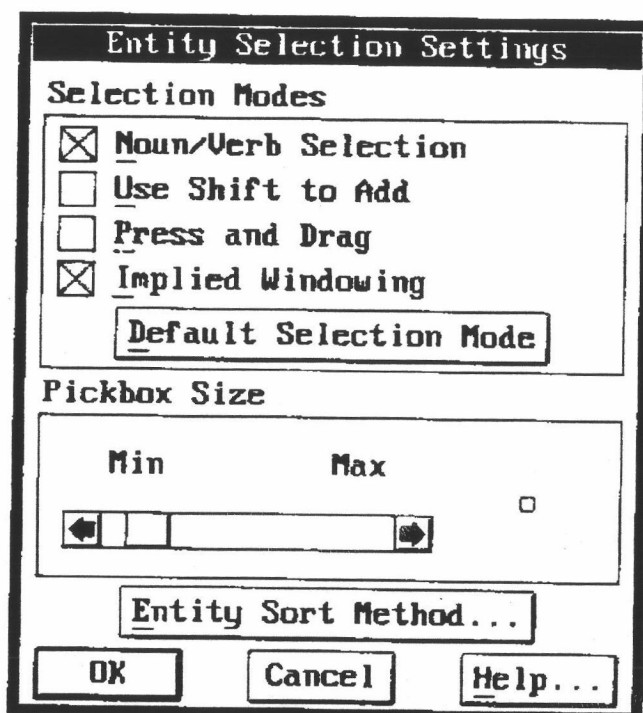 Entity Selection Settings
Selection Modes
Noun/Verb Selection
Use Shift to Add
Press and Drag
Implied Windowing
Default Selection Mode
Pickbox Size
Min Max
Entity Sort Method...
OK Cancel Help...